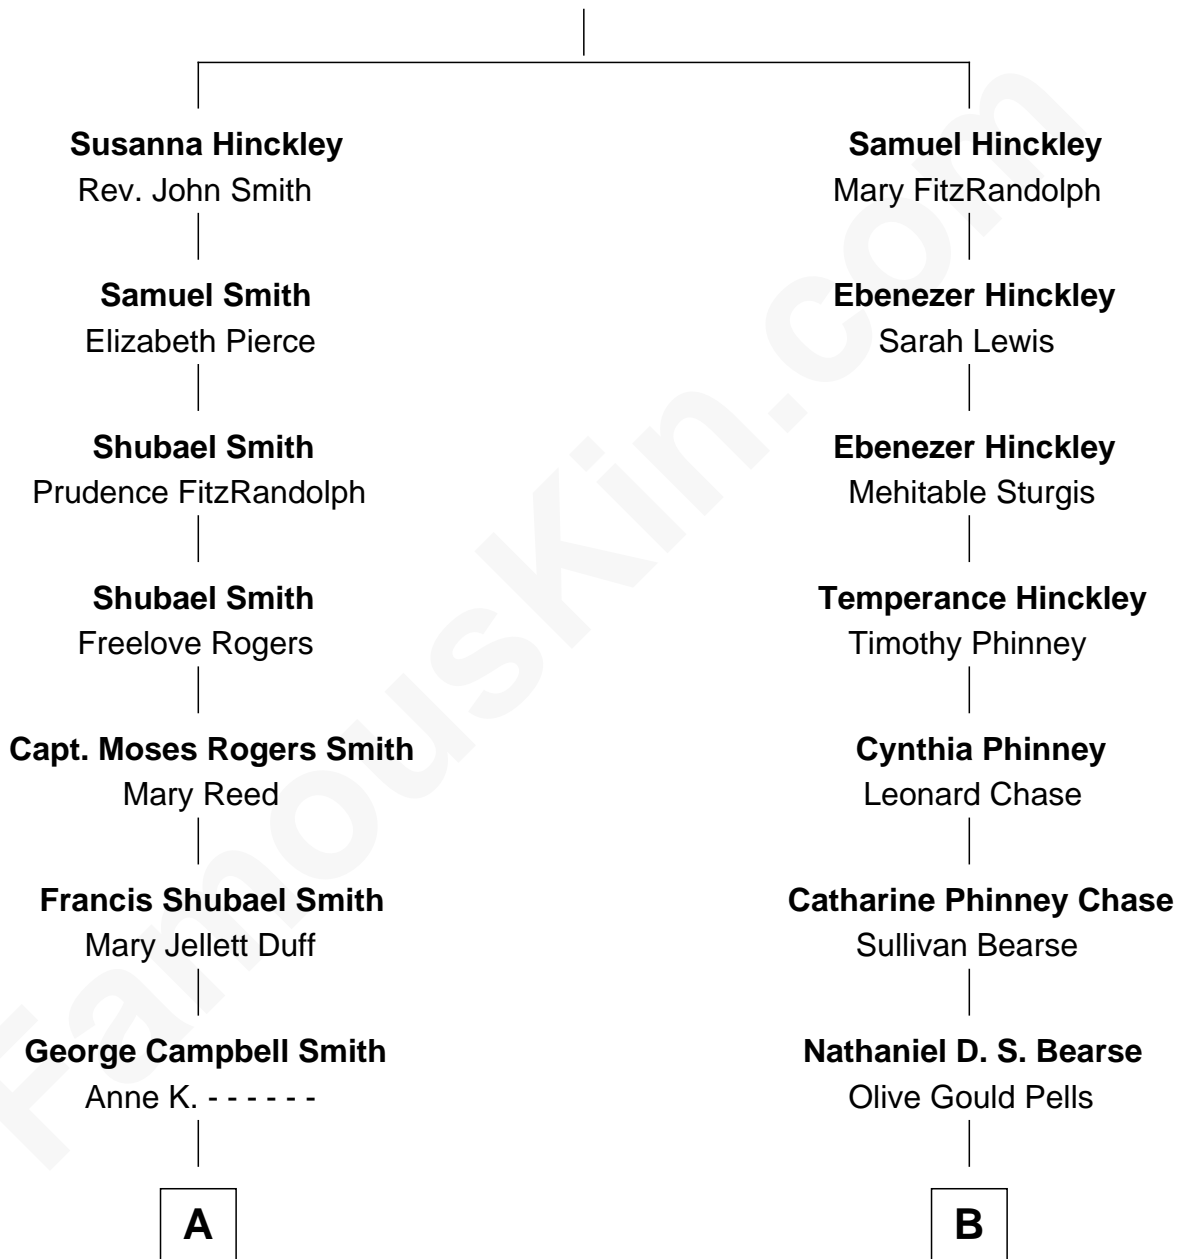 Susanna Hinckley
Rev. John Smith
Samuel Smith
Elizabeth Pierce
Shubael Smith
Prudence FitzRandolph
Shubael Smith
Freelove Rogers
Capt. Moses Rogers Smith
Mary Reed
Francis Shubael Smith
Mary Jellett Duff
George Campbell Smith
Anne K. - - - - - -
A
Samuel Hinckley
Mary FitzRandolph
Ebenezer Hinckley
Sarah Lewis
Ebenezer Hinckley
Mehitable Sturgis
Temperance Hinckley
Timothy Phinney
Cynthia Phinney
Leonard Chase
Catharine Phinney Chase
Sullivan Bearse
Nathaniel D. S. Bearse
Olive Gould Pells
B
FamousKin.com